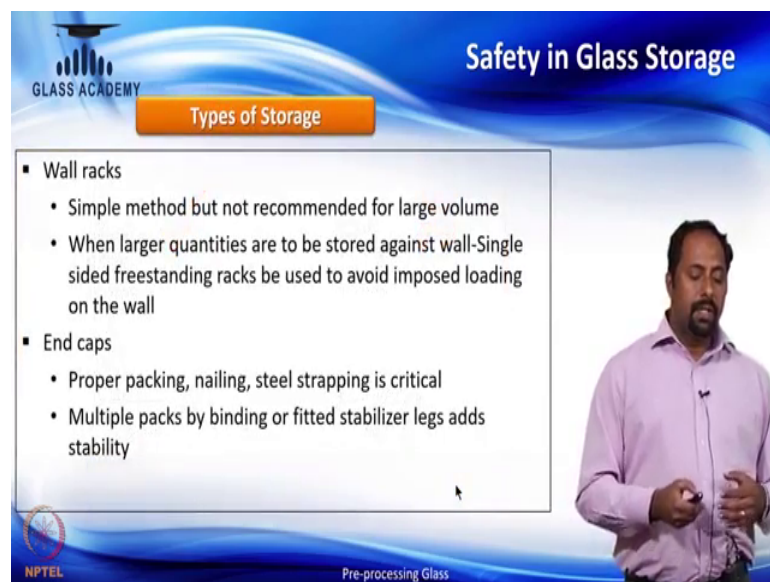 GLASS ACADEMY
Safety in Glass Storage
Types of Storage
▪ Wall racks
• Simple method but not recommended for large volume
• When larger quantities are to be stored against wall-Single
sided freestanding racks be used to avoid imposed loading
on the wall
▪ End caps
• Proper packing, nailing, steel strapping is critical
• Multiple packs by binding or fitted stabilizer legs adds
stability
NPTEL
Pre-processing Glass